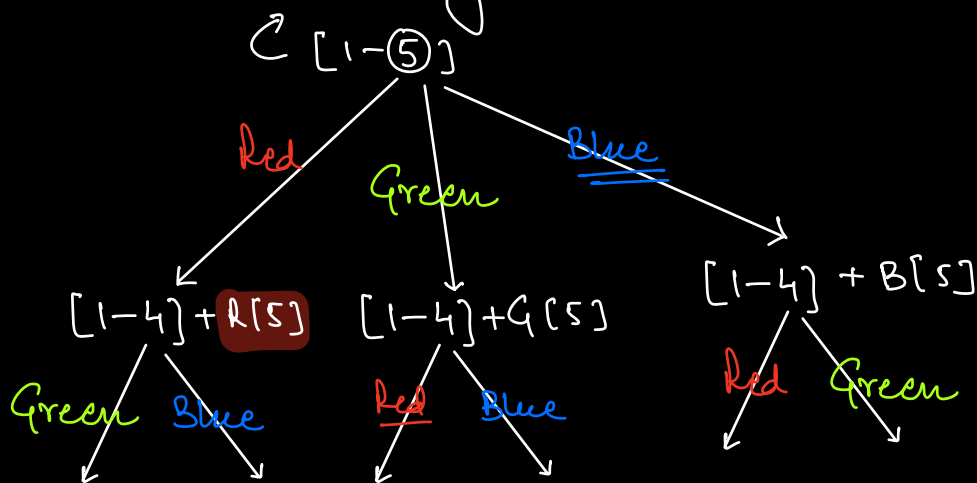 C [1-5]
Red
Green
Blue
[1-4] + R[5]
[1-4] + G[5]
[1-4] + B[5]
Green
Blue
Red
Blue
Red
Green